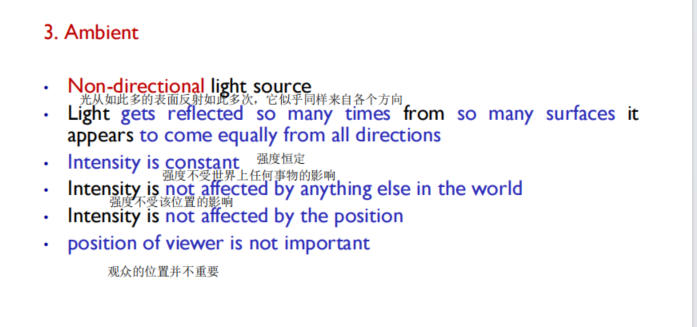 3. Ambient
• Non-directional light source
光从如此多的表面反射如此多次，它似乎同样来自各个方向
• Light gets reflected so many times from so many surfaces it
appears to come equally from all directions
• Intensity is constant 强度恒定
强度不受世界上任何事物的影响
• Intensity is not affected by anything else in the world
强度不受该位置的影响
• Intensity is not affected by the position
• position of viewer is not important
观众的位置并不重要